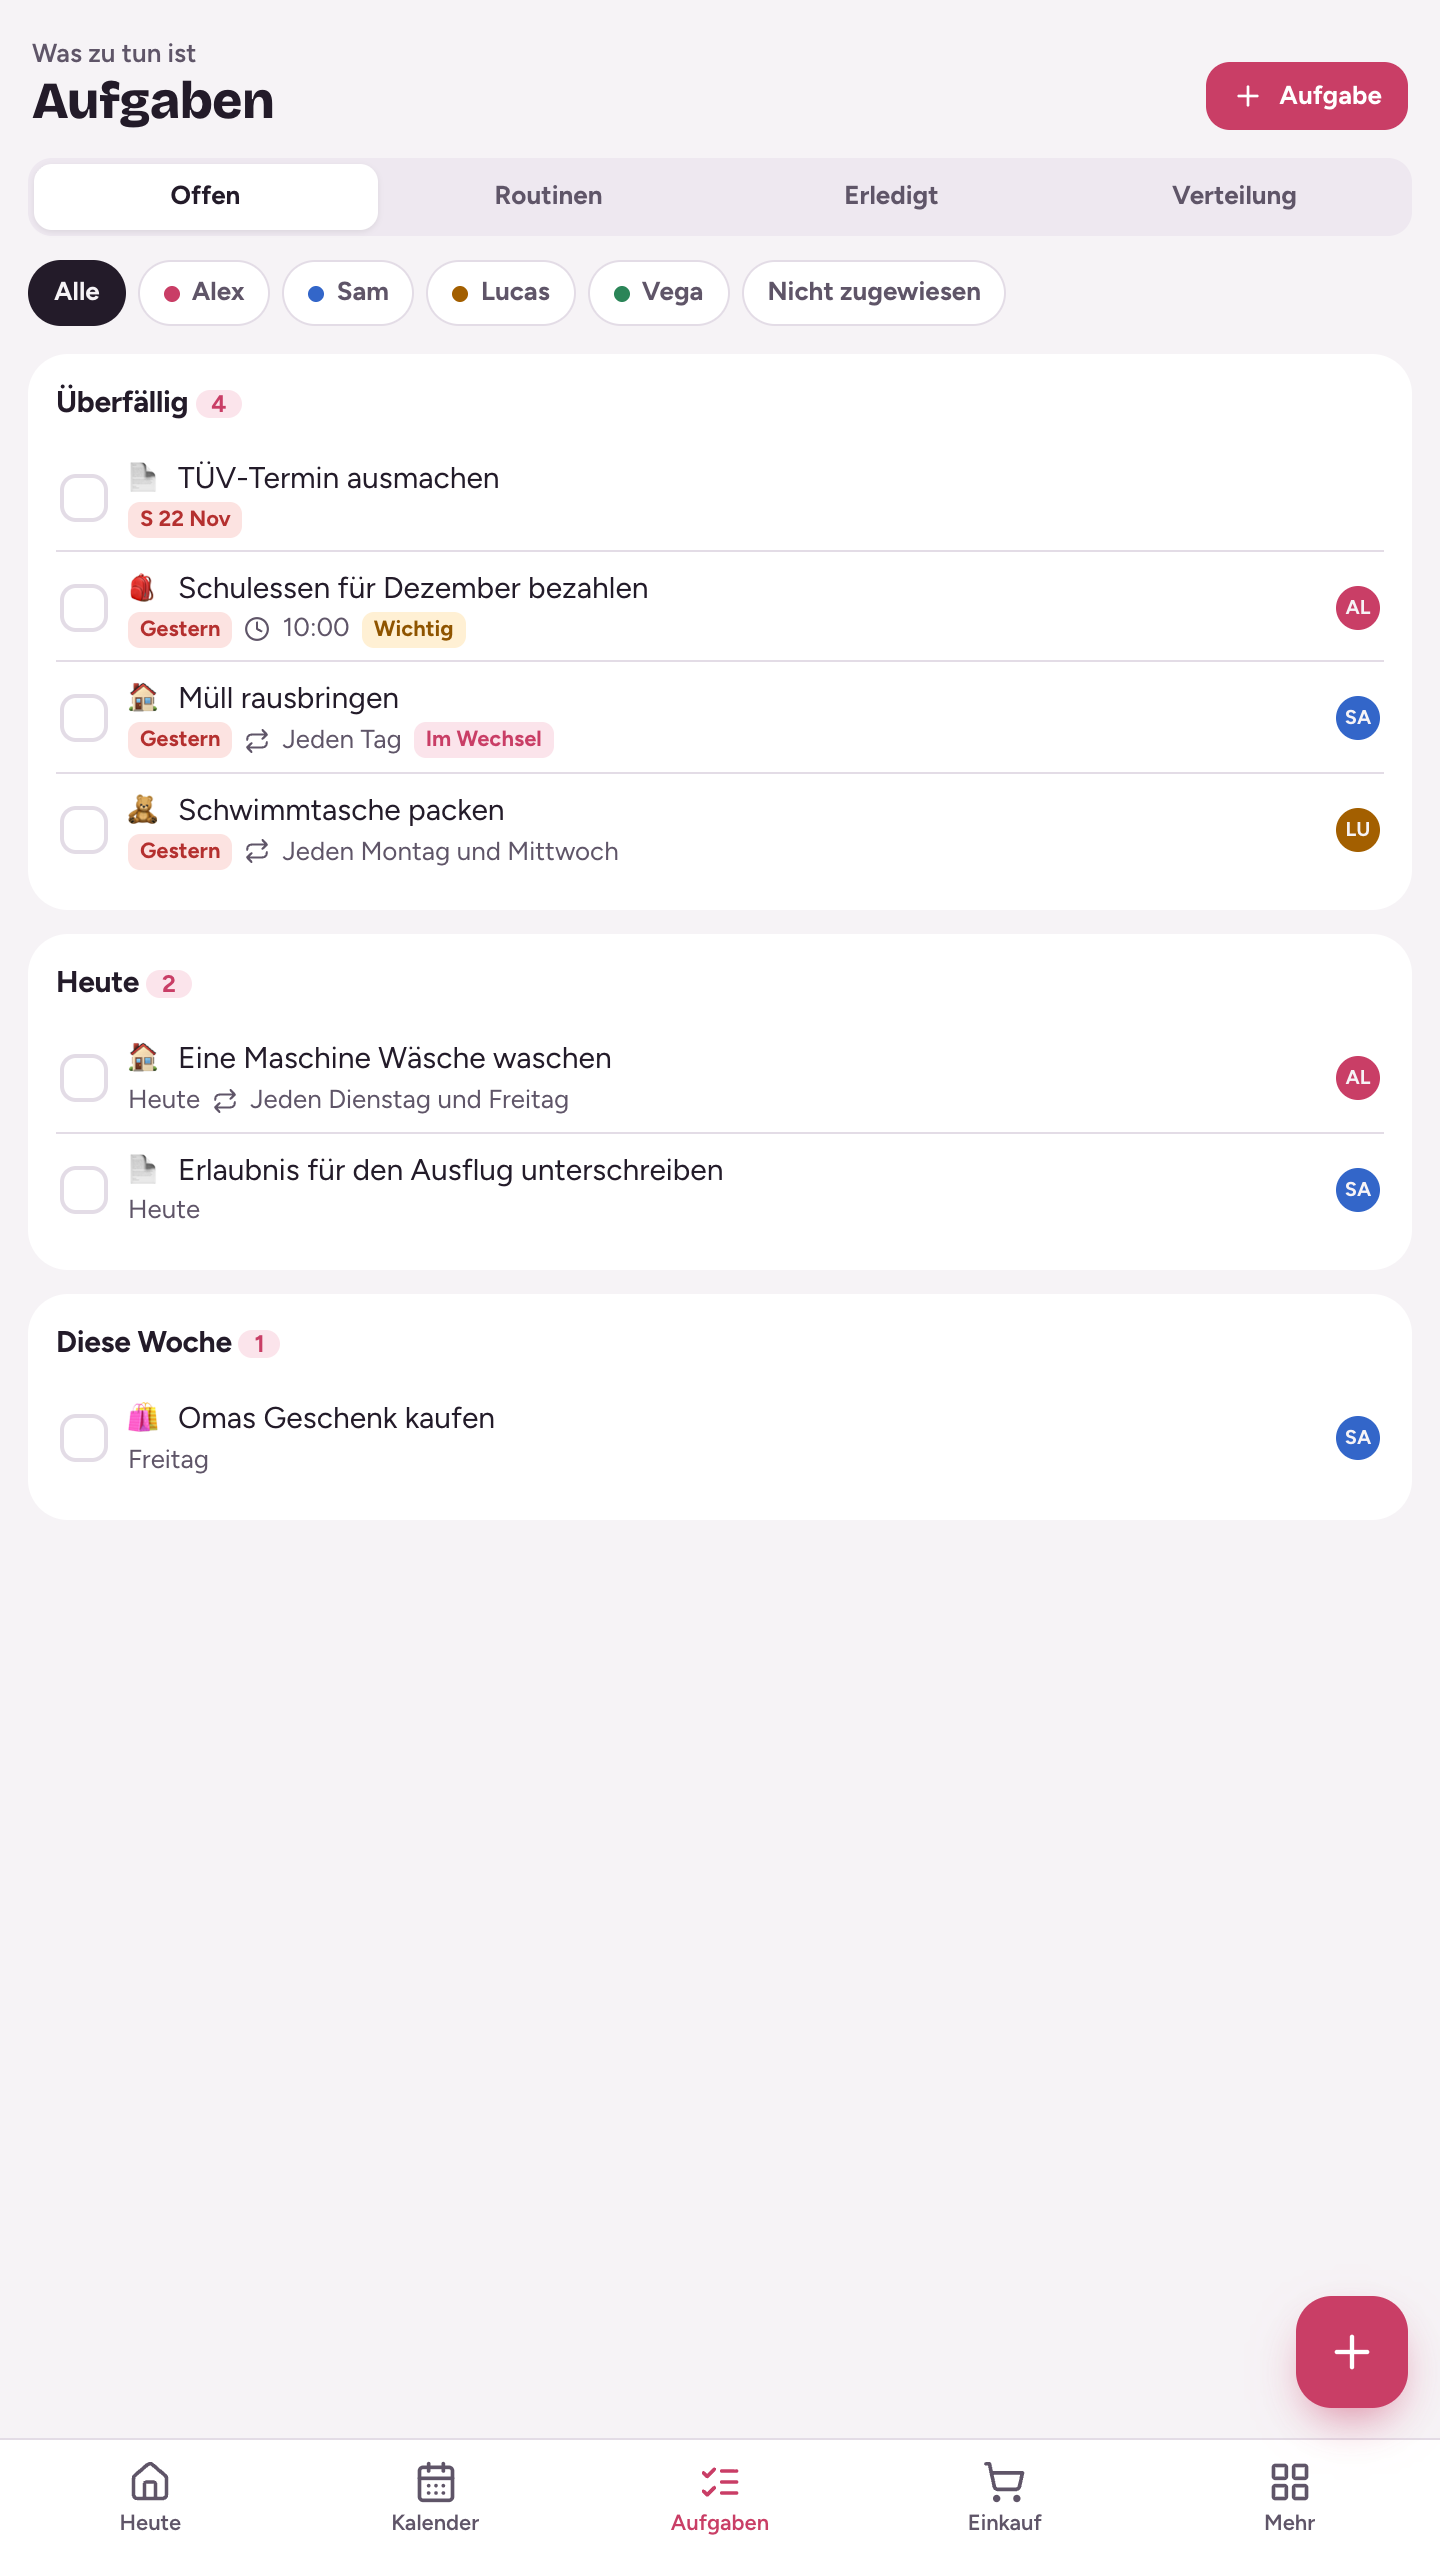 Was zu tun ist
Aufgaben
Aufgabe
Offen Routinen Erledigt Verteilung
Alle Alex Sam Lucas Vega Nicht zugewiesen
Überfällig 4
TÜV-Termin ausmachen
S 22 Nov
Schulessen für Dezember bezahlen
Gestern 10:00 Wichtig
AL
Müll rausbringen
Gestern Jeden Tag Im Wechsel
SA
Schwimmtasche packen
Gestern Jeden Montag und Mittwoch
LU
Heute 2
Eine Maschine Wäsche waschen
Heute Jeden Dienstag und Freitag
AL
Erlaubnis für den Ausflug unterschreiben
Heute
SA
Diese Woche 1
Omas Geschenk kaufen
Freitag
SA
Heute Kalender Aufgaben Einkauf Mehr